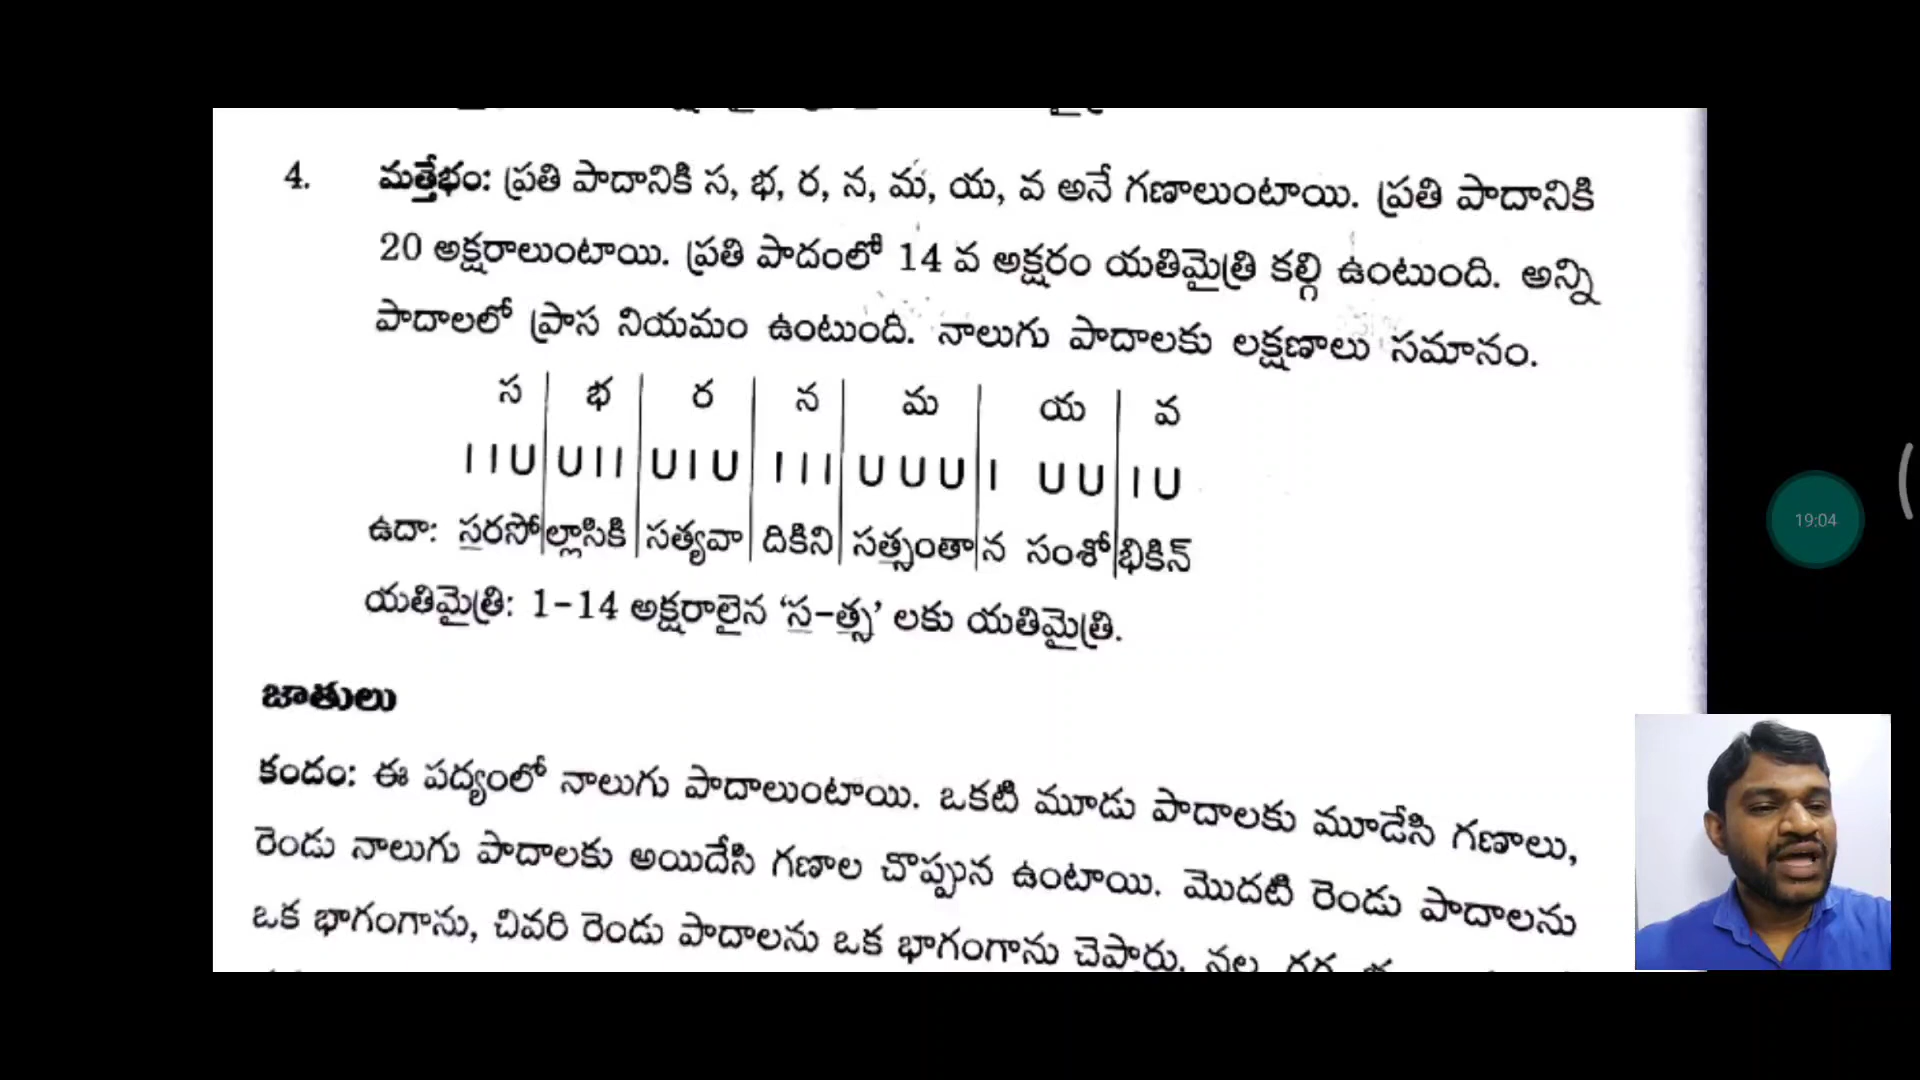 4. మత్తేభం: ప్రతి పాదానికి స, భ, ర, న, మ, య, వ అనే గణాలుంటాయి. ప్రతి పాదానికి
20 అక్షరాలుంటాయి. ప్రతి పాదంలో 14 వ అక్షరం యతిమైత్రి కల్గి ఉంటుంది. అన్ని
పాదాలలో ప్రాస నియమం ఉంటుంది. నాలుగు పాదాలకు లక్షణాలు సమానం.
స | భ | ర | న | మ | య | వ
I I U | U I I | U I U | I I I | U U U | I U U | I U
ఉదా: సరసో|ల్లాసికి | సత్యవా | దికిని | సత్సంతా|న సంశో|భికిన్
యతిమైత్రి: 1-14 అక్షరాలైన ‘స-త్స’ లకు యతిమైత్రి.
జాతులు
కందం: ఈ పద్యంలో నాలుగు పాదాలుంటాయి. ఒకటి మూడు పాదాలకు మూడేసి గణాలు,
రెండు నాలుగు పాదాలకు అయిదేసి గణాల చొప్పున ఉంటాయి. మొదటి రెండు పాదాలను
ఒక భాగంగాను, చివరి రెండు పాదాలను ఒక భాగంగాను చెప్పారు.
19:04